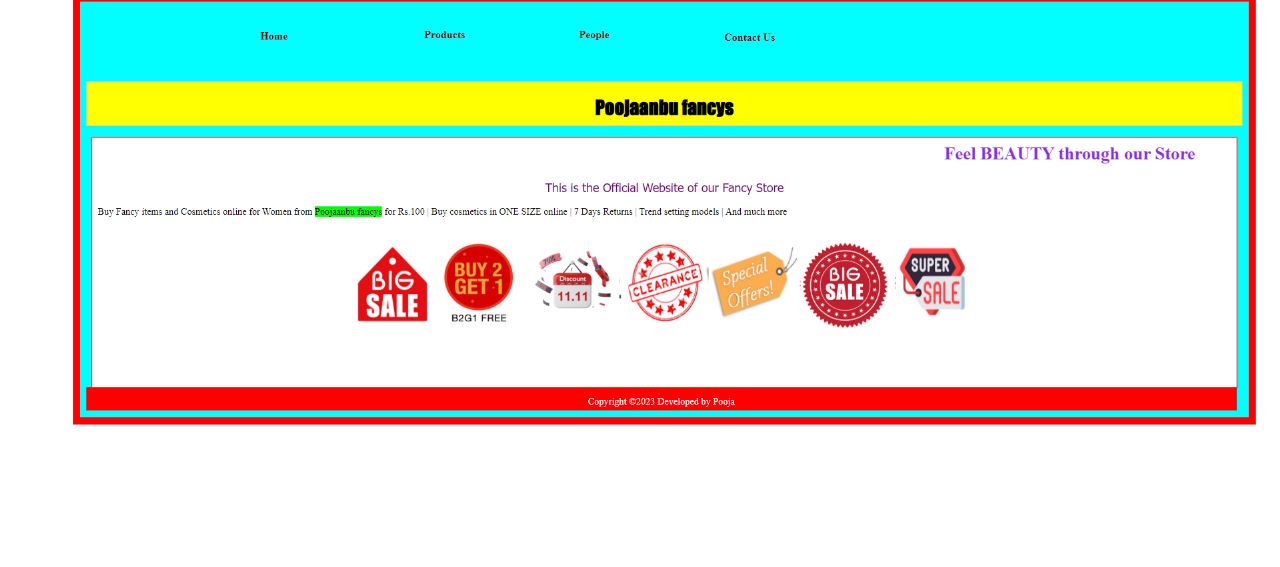 Home Products People Contact Us
Poojaanbu fancys
Feel BEAUTY through our Store
This is the Official Website of our Fancy Store
Buy Fancy items and Cosmetics online for Women from Poojaanbu fancys for Rs.100 | Buy cosmetics in ONE SIZE online | 7 Days Returns | Trend setting models | And much more
BIG
SALE
BUY 2
GET 1
B2G1 FREE
Discount
11.11
CLEARANCE
Special
Offers!
BIG
SALE
SUPER
SALE
Copyright ©2023 Developed by Pooja